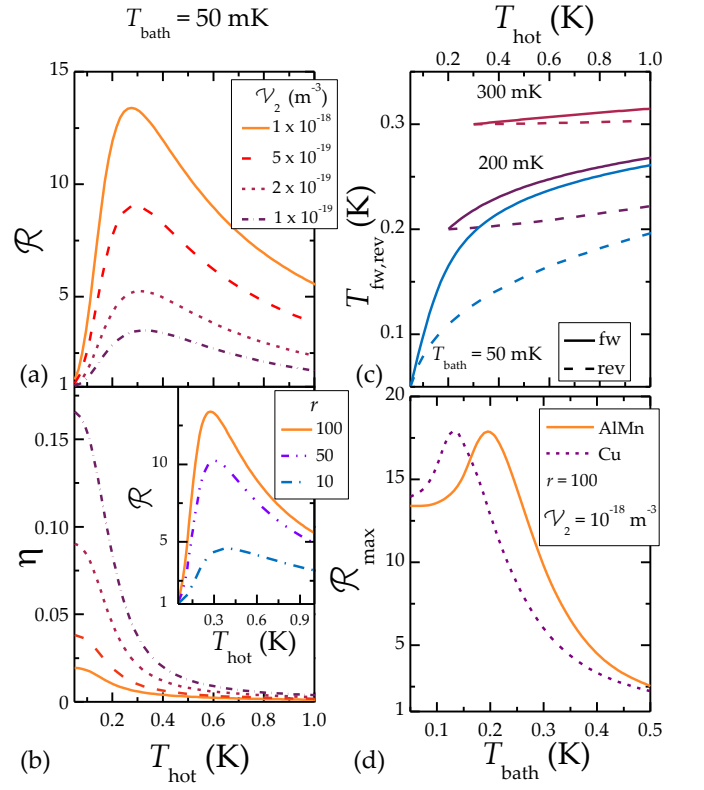 T_bath = 50 mK
15
10
5
1
ℛ
𝒱₂ (m⁻³)
1 x 10⁻¹⁸
5 x 10⁻¹⁹
2 x 10⁻¹⁹
1 x 10⁻¹⁹
(a)
T_hot (K)
0.2 0.4 0.6 0.8 1.0
0.3
0.2
0.1
T_fw,rev (K)
300 mK
200 mK
T_bath = 50 mK
fw
rev
(c)
0.15
0.10
0.05
0
η
0.2 0.4 0.6 0.8 1.0
T_hot (K)
(b)
r
100
50
10
10
5
1
ℛ
0.3 0.6 0.9
T_hot (K)
20
15
10
5
1
ℛ_max
AlMn
Cu
r = 100
𝒱₂ = 10⁻¹⁸ m⁻³
0.1 0.2 0.3 0.4 0.5
T_bath (K)
(d)